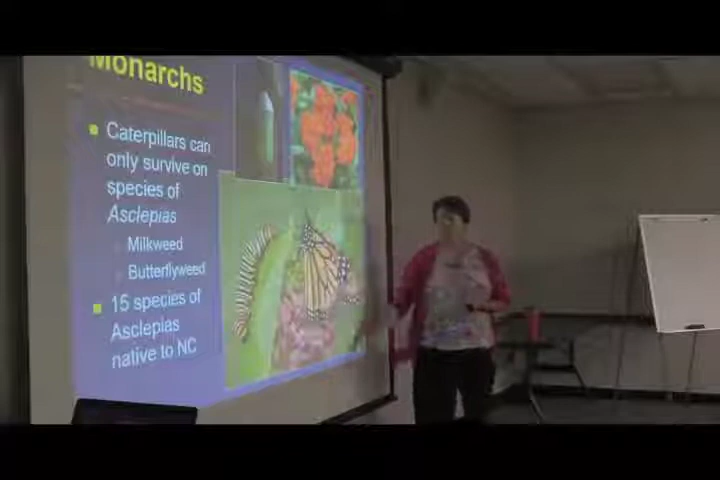 Monarchs
Caterpillars can
only survive on
species of
Asclepias
Milkweed
Butterflyweed
15 species of
Asclepias
native to NC